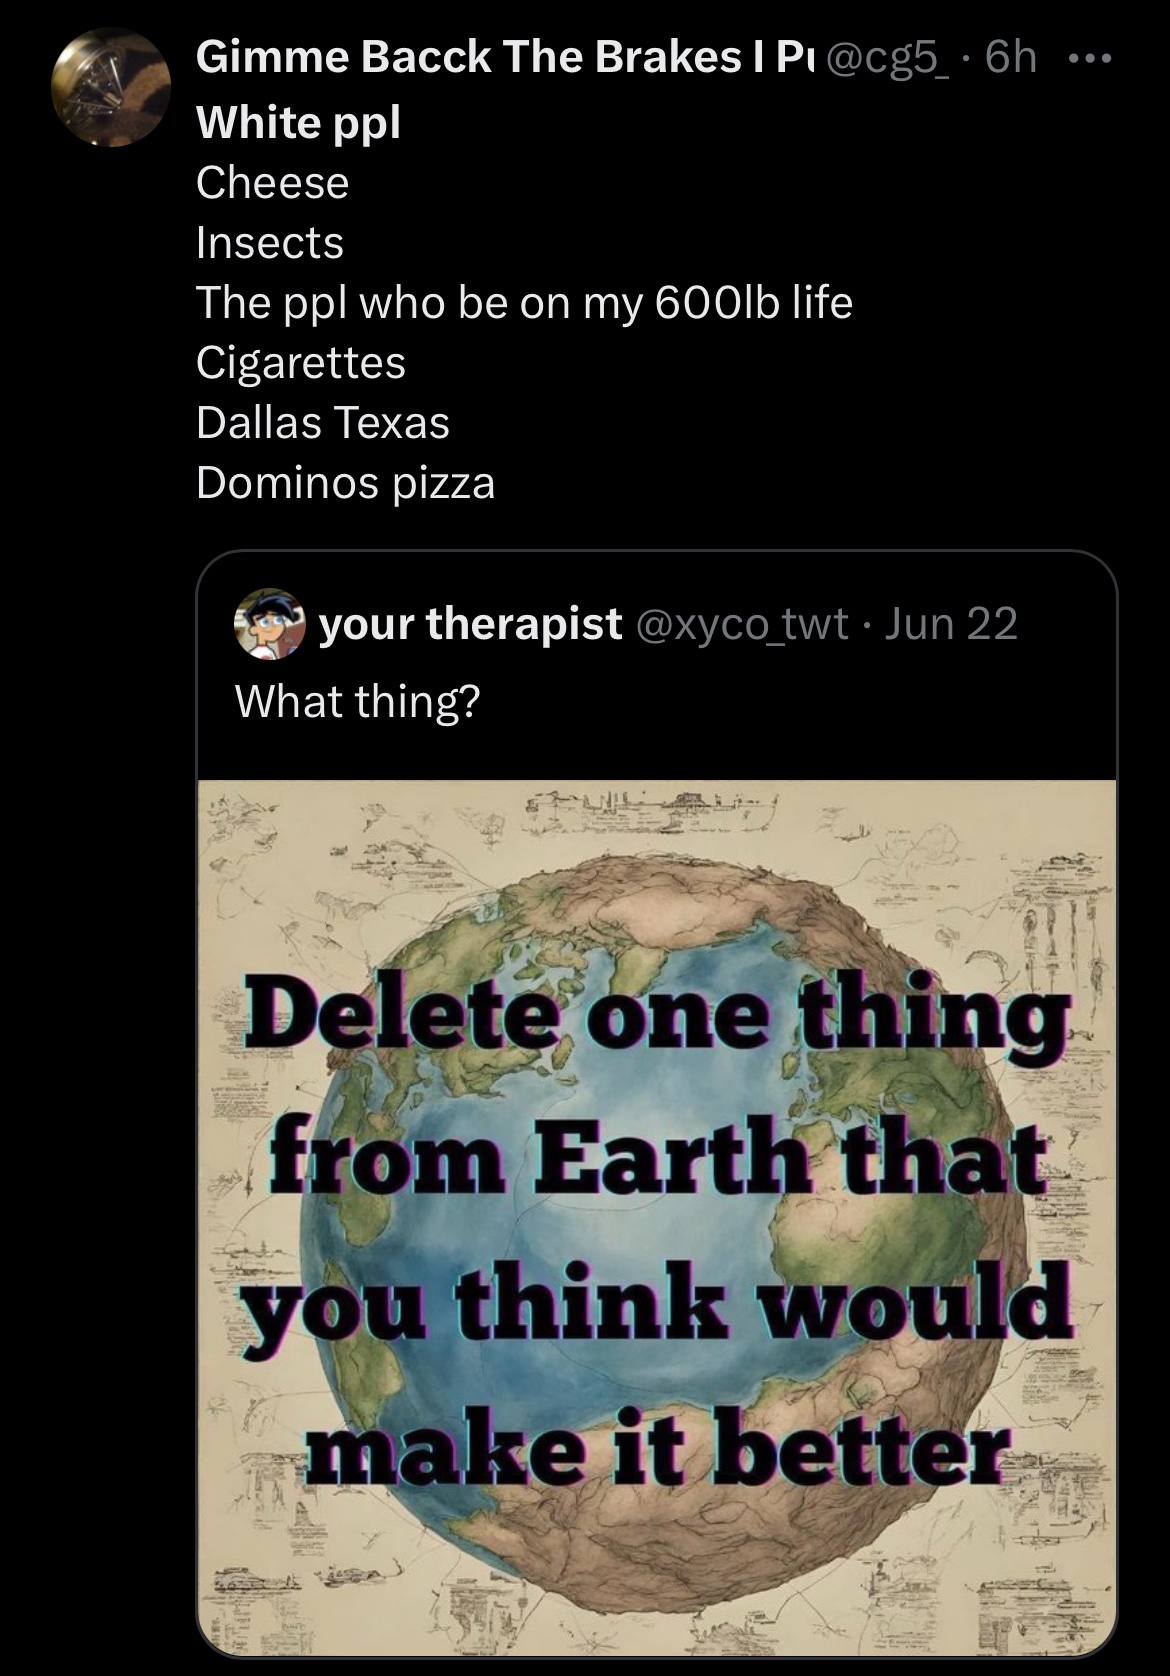 Gimme Bacck The Brakes I Pu @cg5_ · 6h
White ppl
Cheese
Insects
The ppl who be on my 600lb life
Cigarettes
Dallas Texas
Dominos pizza
your therapist @xyco_twt · Jun 22
What thing?
Delete one thing
from Earth that
you think would
make it better